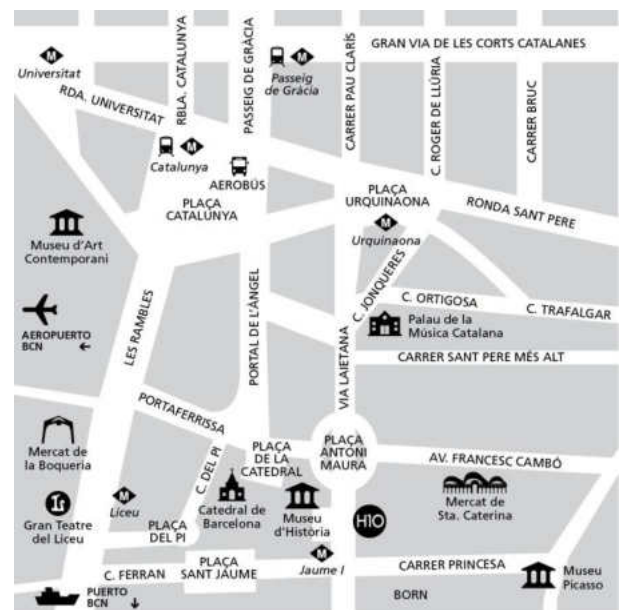 GRAN VIA DE LES CORTS CATALANES
M
Universitat
RBLA. CATALUNYA
PASSEIG DE GRÀCIA
M
Passeig
de Gràcia
CARRER PAU CLARÍS
C. ROGER DE LLÚRIA
CARRER BRUC
RDA. UNIVERSITAT
M
Catalunya
AEROBÚS
PLAÇA
CATALÚNYA
PLAÇA
URQUINAONA
RONDA SANT PERE
M
Urquinaona
Museu d'Art
Contemporani
C. JONQUERES
C. ORTIGOSA
C. TRAFALGAR
AEROPUERTO
BCN ←
LES RAMBLES
PORTAL DE L'ÀNGEL
VIA LAIETANA
Palau de la
Música Catalana
CARRER SANT PERE MÉS ALT
PORTAFERRISSA
Mercat de
la Boqueria
C. DEL PI
PLAÇA
DE LA
CATEDRAL
PLAÇA
ANTONI
MAURA
AV. FRANCESC CAMBÓ
Gran Teatre
del Liceu
M
Liceu
Catedral de
Barcelona
Museu
d'Història
H10
Mercat de
Sta. Caterina
PLAÇA
DEL PI
C. FERRAN
PLAÇA
SANT JAUME
M
Jaume I
CARRER PRINCESA
Museu
Picasso
PUERTO
BCN ↓
BORN